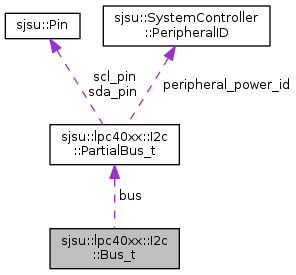 sjsu::Pin
sjsu::SystemController
::PeripheralID
scl_pin
sda_pin
peripheral_power_id
sjsu::lpc40xx::I2c
::PartialBus_t
bus
sjsu::lpc40xx::I2c
::Bus_t